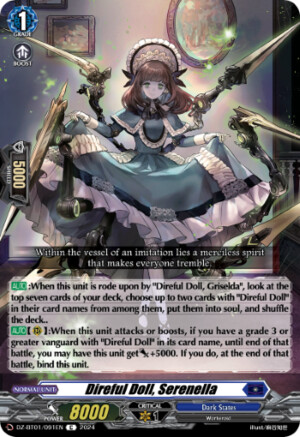 1
GRADE
BOOST
5000
SHIELD
Within the vessel of an imitation lies a merciless spirit
that makes everyone tremble.
AUTO:When this unit is rode upon by "Direful Doll, Griselda", look at the
top seven cards of your deck, choose up to two cards with "Direful Doll"
in their card names from among them, put them into your soul, and shuffle
the deck.
AUTO【R】:When this unit attacks or boosts, if you have a grade 3 or
greater vanguard with "Direful Doll" in its card name, until end of that
battle, you may have this unit get +5000. If you do, at the end of that
battle, bind this unit.
NORMAL UNIT
Direful Doll, Serenella
POWER 8000
CRITICAL
1
Dark States
Workeroid
DZ-BT01/091EN C 2024